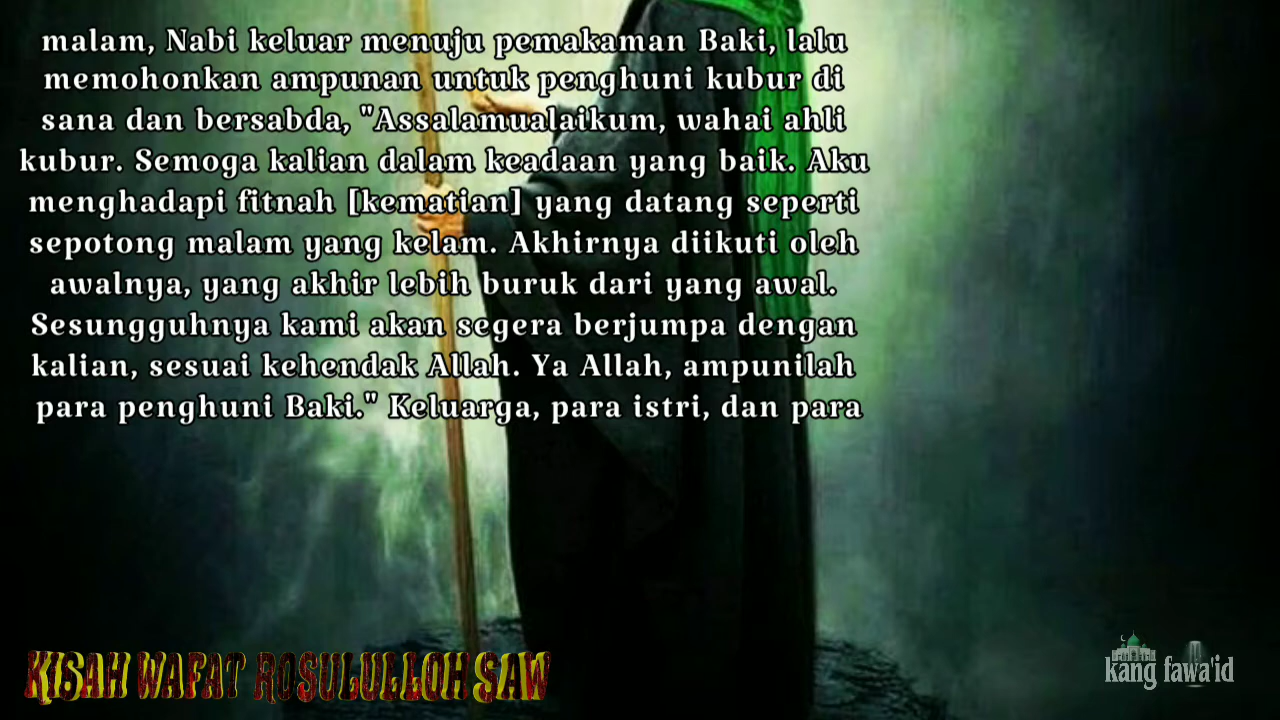 malam, Nabi keluar menuju pemakaman Baki, lalu
memohonkan ampunan untuk penghuni kubur di
sana dan bersabda, "Assalamualaikum, wahai ahli
kubur. Semoga kalian dalam keadaan yang baik. Aku
menghadapi fitnah [kematian] yang datang seperti
sepotong malam yang kelam. Akhirnya diikuti oleh
awalnya, yang akhir lebih buruk dari yang awal.
Sesungguhnya kami akan segera berjumpa dengan
kalian, sesuai kehendak Allah. Ya Allah, ampunilah
para penghuni Baki." Keluarga, para istri, dan para
KISAH WAFAT ROSULULLOH SAW
kang fawa'id